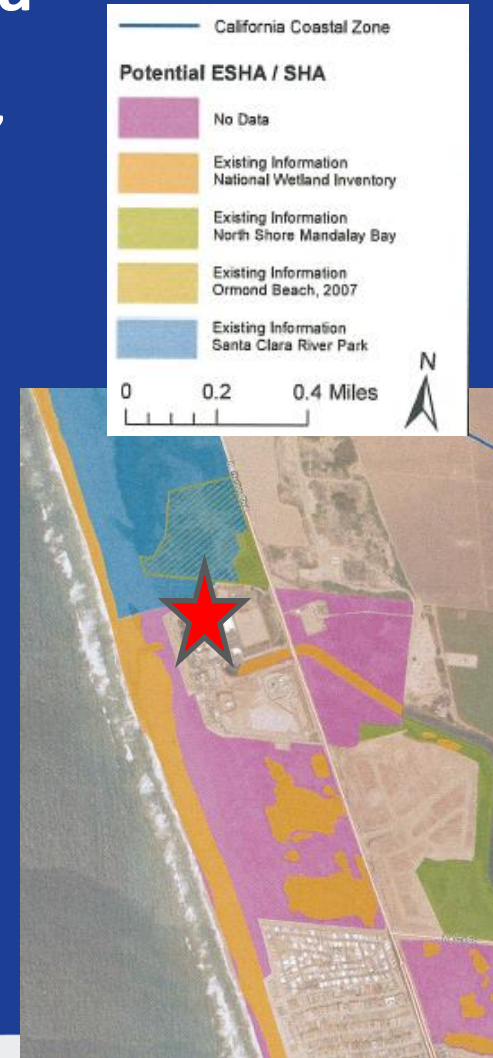 California Coastal Zone
Potential ESHA / SHA
No Data
Existing Information
National Wetland Inventory
Existing Information
North Shore Mandalay Bay
Existing Information
Ormond Beach, 2007
Existing Information
Santa Clara River Park
N
0 0.2 0.4 Miles